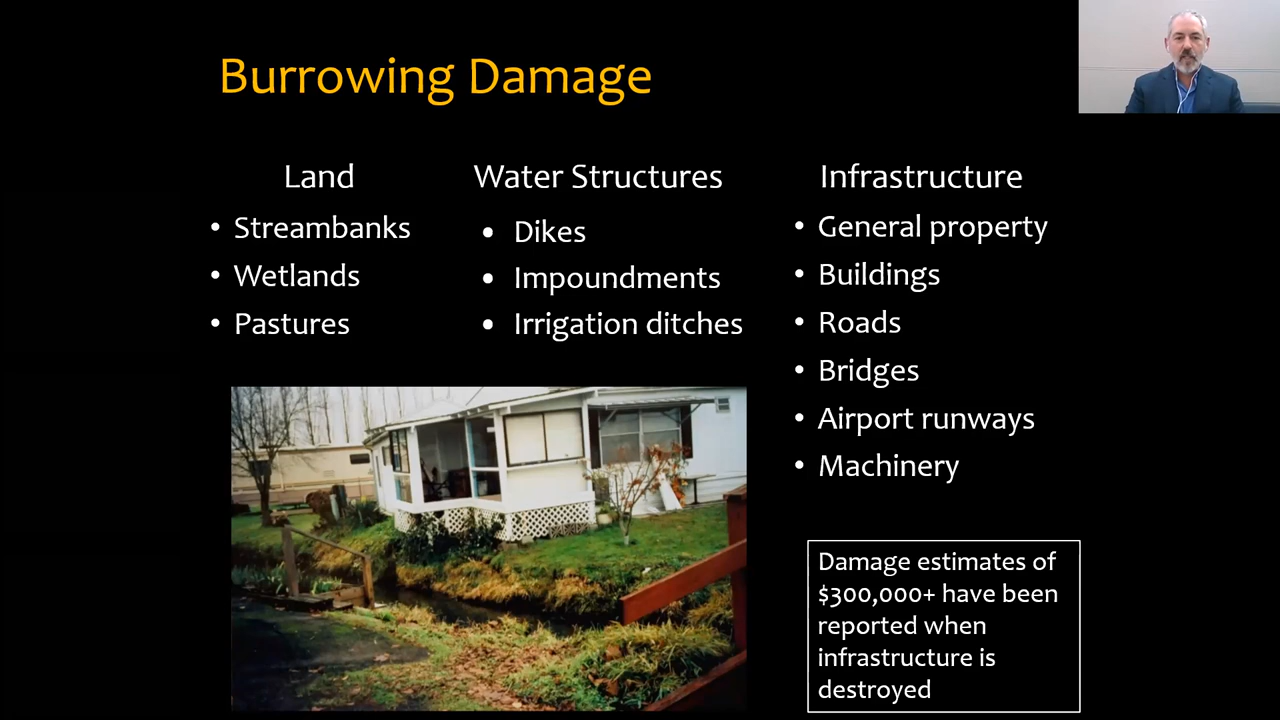 Burrowing Damage
Land
• Streambanks
• Wetlands
• Pastures
Water Structures
• Dikes
• Impoundments
• Irrigation ditches
Infrastructure
• General property
• Buildings
• Roads
• Bridges
• Airport runways
• Machinery
Damage estimates of
$300,000+ have been
reported when
infrastructure is
destroyed